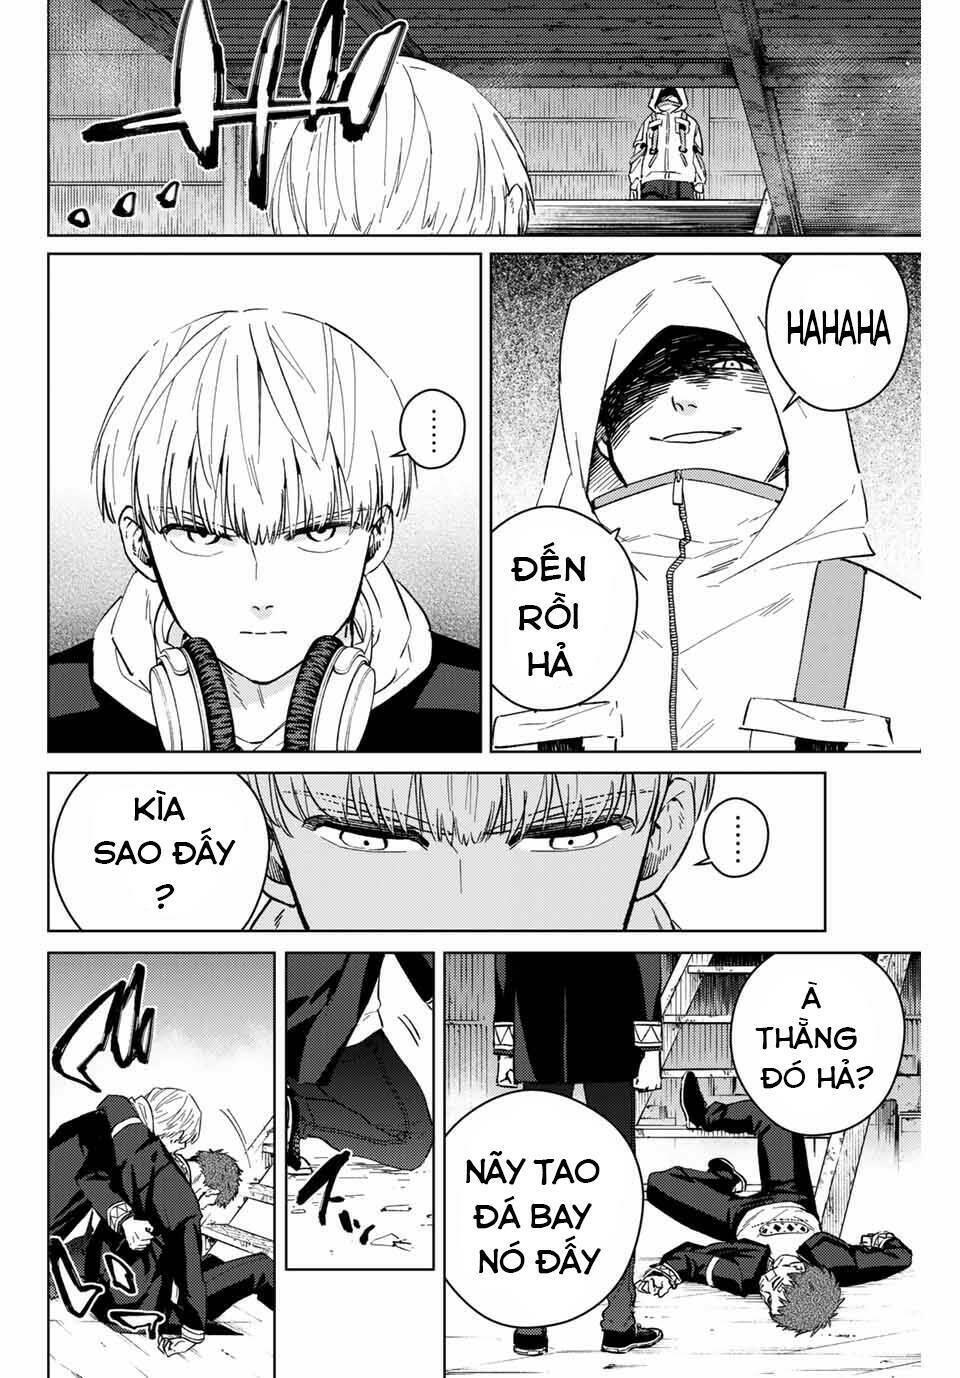 HAHAHA
ĐẾN
RỒI
HẢ
……
KÌA
SAO ĐẤY
?
……
À
THẰNG
ĐÓ HẢ?
NÃY TAO
ĐÁ BAY
NÓ ĐẤY